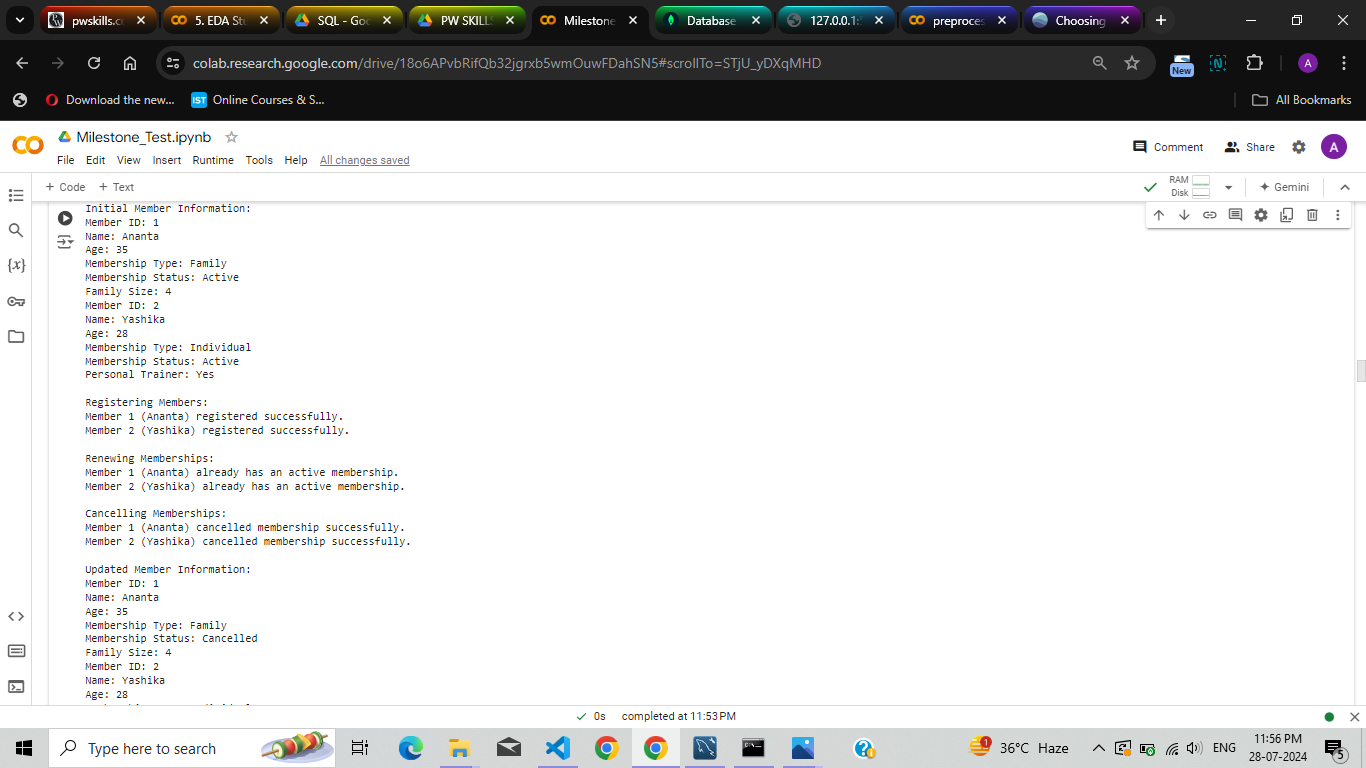 pwskills.c
5. EDA Stu
SQL - Goo
PW SKILL
Milestone
Database
127.0.0.1:
preproces
Choosing
colab.research.google.com/drive/18o6APvbRifQb32jgrxb5wmOuwFDahSN5#scrollTo=STjU_yDXqMHD
New
N
A
Download the new...
IST
Online Courses & S...
All Bookmarks
Milestone_Test.ipynb
File Edit View Insert Runtime Tools Help All changes saved
Comment
Share
A
+ Code + Text
RAM
Disk
Gemini
Initial Member Information:
Member ID: 1
Name: Ananta
Age: 35
Membership Type: Family
Membership Status: Active
Family Size: 4
Member ID: 2
Name: Yashika
Age: 28
Membership Type: Individual
Membership Status: Active
Personal Trainer: Yes
Registering Members:
Member 1 (Ananta) registered successfully.
Member 2 (Yashika) registered successfully.
Renewing Memberships:
Member 1 (Ananta) already has an active membership.
Member 2 (Yashika) already has an active membership.
Cancelling Memberships:
Member 1 (Ananta) cancelled membership successfully.
Member 2 (Yashika) cancelled membership successfully.
Updated Member Information:
Member ID: 1
Name: Ananta
Age: 35
Membership Type: Family
Membership Status: Cancelled
Family Size: 4
Member ID: 2
Name: Yashika
Age: 28
0s completed at 11:53 PM
Type here to search
1
36°C Haze
ENG
11:56 PM
28-07-2024
5